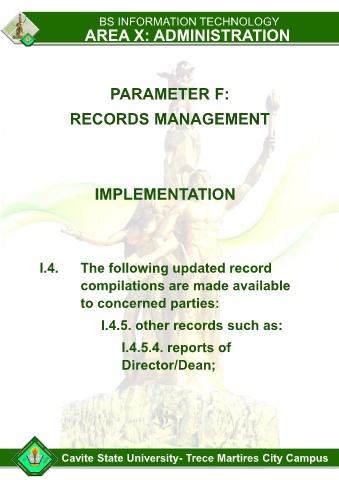 BS INFORMATION TECHNOLOGY
AREA X: ADMINISTRATION
PARAMETER F:
RECORDS MANAGEMENT
IMPLEMENTATION
I.4. The following updated record
compilations are made available
to concerned parties:
I.4.5. other records such as:
I.4.5.4. reports of
Director/Dean;
Cavite State University- Trece Martires City Campus